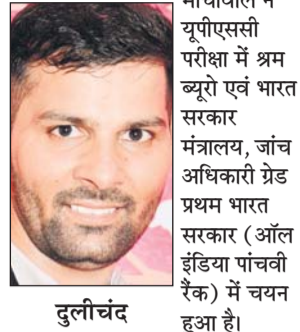 यूपीएससी
परीक्षा में श्रम
ब्यूरो एवं भारत
सरकार
मंत्रालय, जांच
अधिकारी ग्रेड
प्रथम भारत
सरकार (ऑल
इंडिया पांचवी
रैंक) में चयन
हुआ है।
दुलीचंद